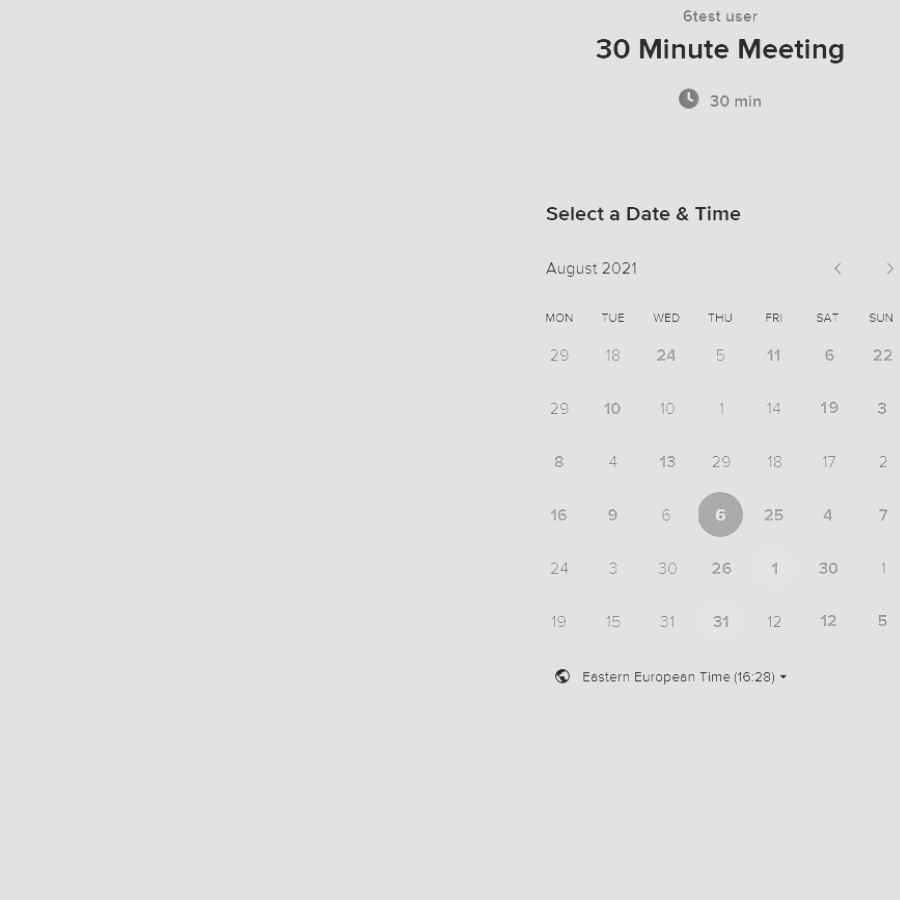 6test user
30 Minute Meeting
30 min
Select a Date & Time
August 2021
MON TUE WED THU FRI SAT SUN
29 18 24 5 11 6 22
29 10 10 1 14 19 3
8 4 13 29 18 17 2
16 9 6 6 25 4 7
24 3 30 26 1 30 1
19 15 31 31 12 12 5
Eastern European Time (16:28)